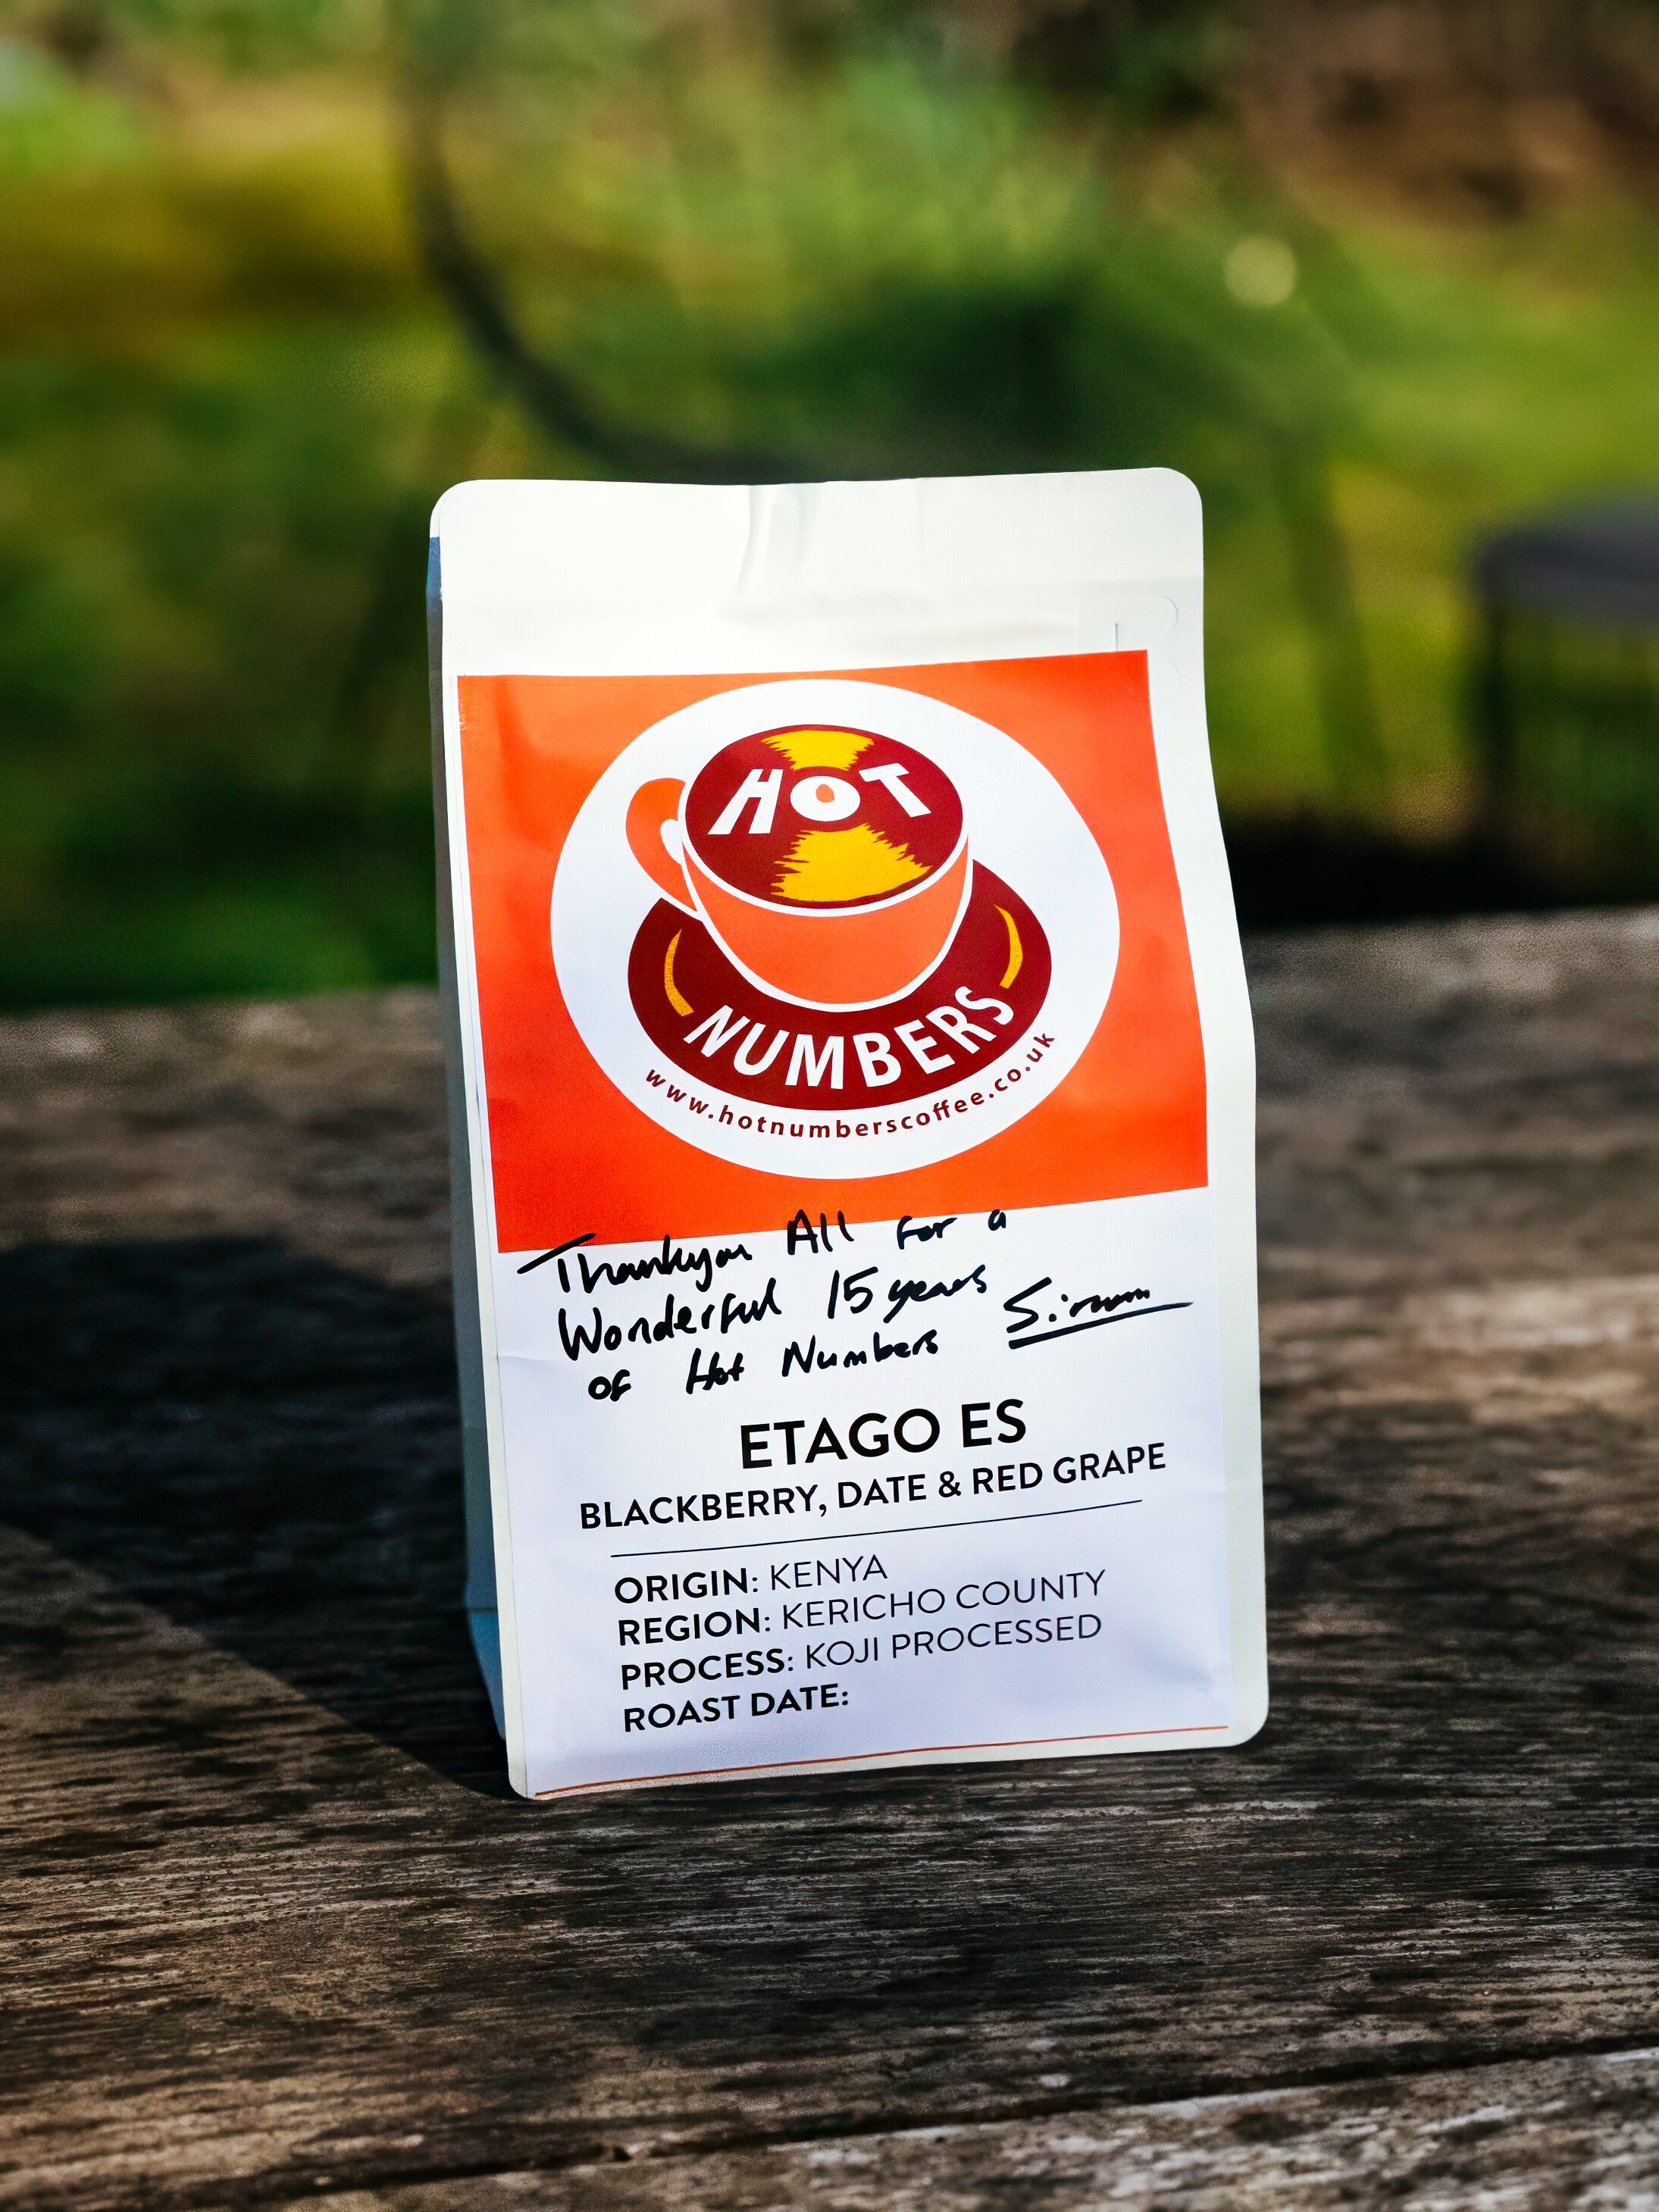 HOT
NUMBERS
www.hotnumberscoffee.co.uk
Thankyou All for a
Wonderful 15 years
of Hot Numbers Simon
ETAGO ES
BLACKBERRY, DATE & RED GRAPE
ORIGIN: KENYA
REGION: KERICHO COUNTY
PROCESS: KOJI PROCESSED
ROAST DATE: